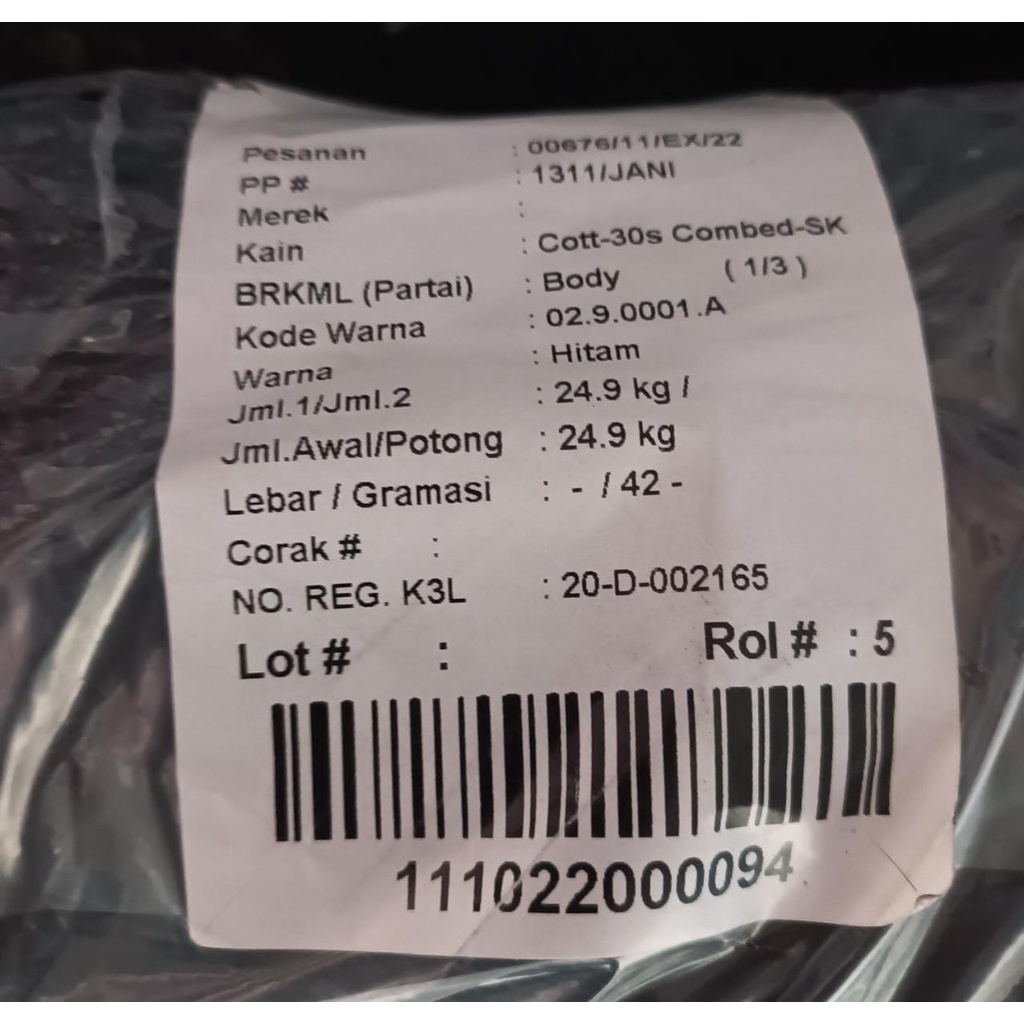 Pesanan : 00676/11/EX/22
PP # : 1311/JANI
Merek :
Kain : Cott-30s Combed-SK
BRKML (Partai) : Body ( 1/3 )
Kode Warna : 02.9.0001.A
Warna : Hitam
Jml.1/Jml.2 : 24.9 kg /
Jml.Awal/Potong : 24.9 kg
Lebar / Gramasi : - / 42 -
Corak # :
NO. REG. K3L : 20-D-002165
Lot # : Rol # : 5
111022000094